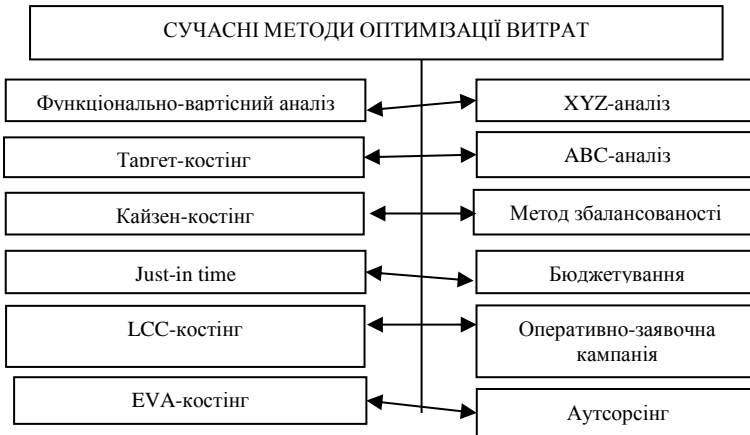 СУЧАСНІ МЕТОДИ ОПТИМІЗАЦІЇ ВИТРАТ
Функціонально-вартісний аналіз
XYZ-аналіз
Таргет-костінг
АВС-аналіз
Кайзен-костінг
Метод збалансованості
Just-in time
Бюджетування
LCC-костінг
Оперативно-заявочна
кампанія
EVA-костінг
Аутсорсінг